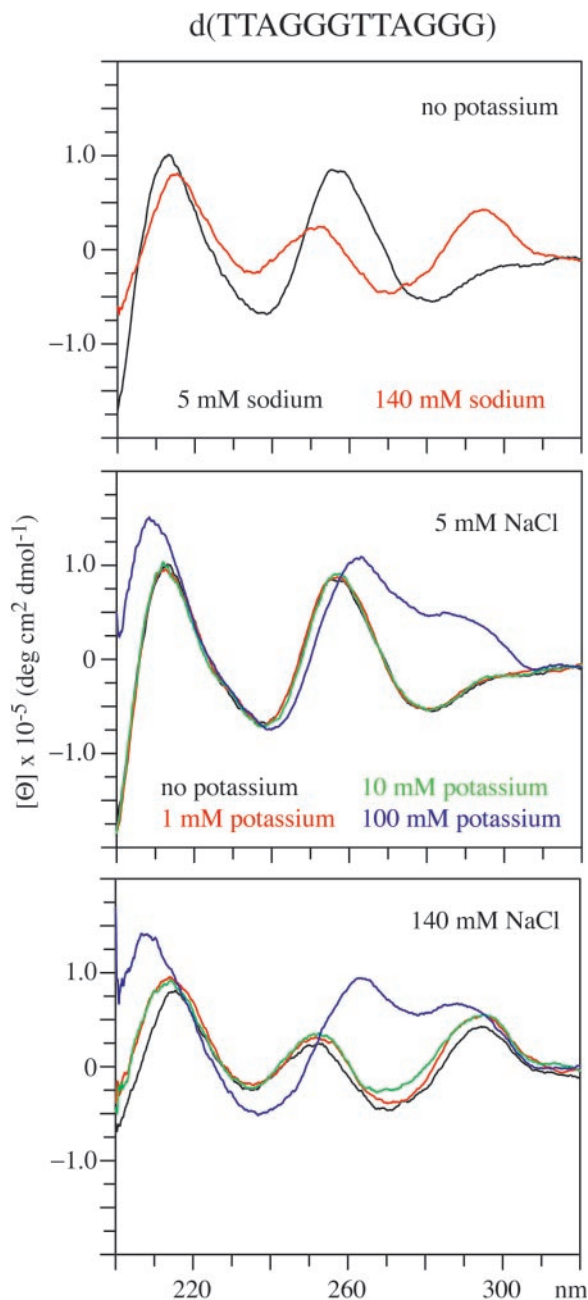 d(TTAGGGTTAGGG)
no potassium
1.0
0
−1.0
5 mM sodium 140 mM sodium
5 mM NaCl
1.0
0
−1.0
no potassium 10 mM potassium
1 mM potassium 100 mM potassium
[Θ] x 10⁻⁵ (deg cm² dmol⁻¹)
140 mM NaCl
1.0
0
−1.0
220 260 300 nm